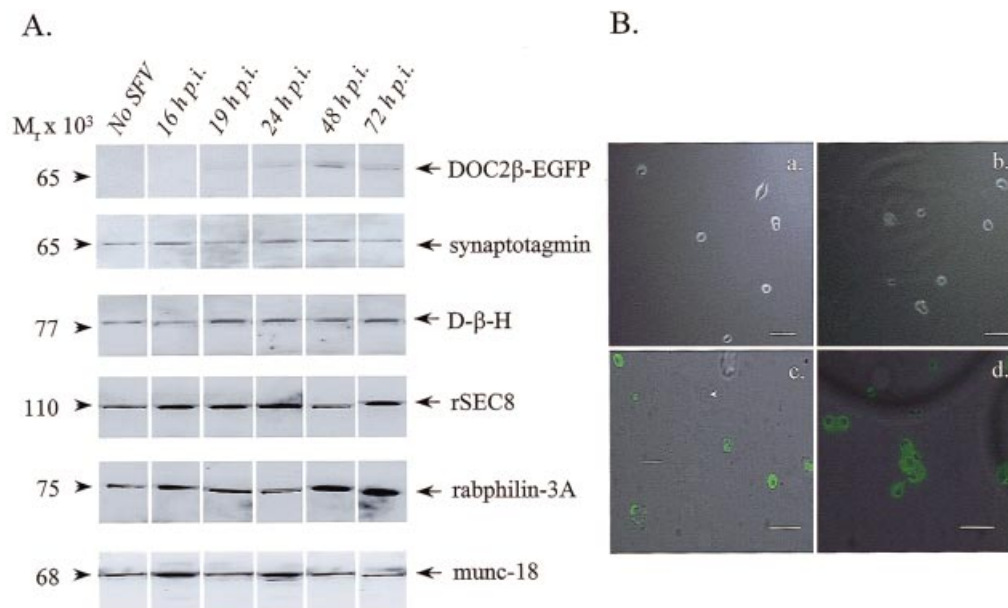 A.
B.
M_r x 10³
No SFV
16 h p.i.
19 h p.i.
24 h p.i.
48 h p.i.
72 h p.i.
65
DOC2β-EGFP
65
synaptotagmin
77
D-β-H
110
rSEC8
75
rabphilin-3A
68
munc-18
a.
b.
c.
d.